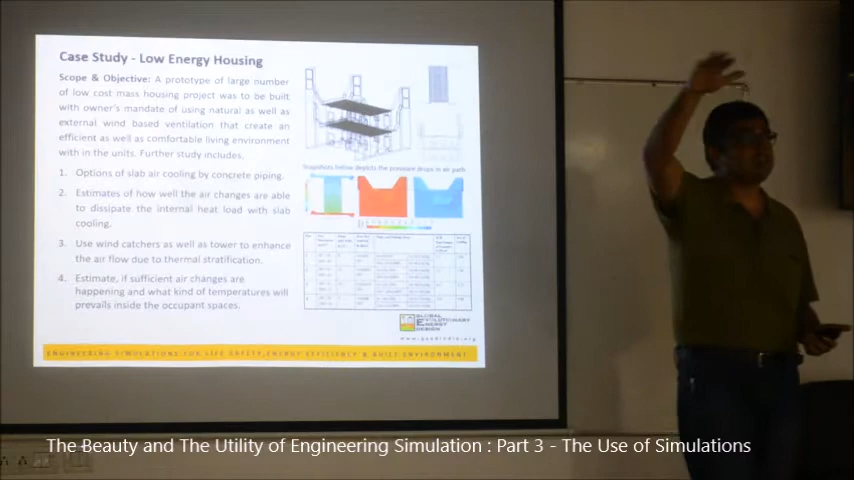 Case Study - Low Energy Housing
Scope & Objective: A prototype of large number
of low cost mass housing project was to be built
with owner's mandate of using natural as well as
external wind based ventilation that create an
efficient as well as comfortable living environment
with in the units. Further study includes,
1. Options of slab air cooling by concrete piping.
2. Estimates of how well the air changes are able
to dissipate the internal heat load with slab
cooling.
3. Use wind catchers as well as tower to enhance
the air flow due to thermal stratification.
4. Estimate, if sufficient air changes are
happening and what kind of temperatures will
prevails inside the occupant spaces.
Snapshots below depicts the pressure drops in air path
GLOBAL
EVOLUTIONARY
ENERGY
DESIGN
ENGINEERING SIMULATIONS FOR LIFE SAFETY, ENERGY EFFICIENCY & BUILT ENVIRONMENT
The Beauty and The Utility of Engineering Simulation : Part 3 - The Use of Simulations